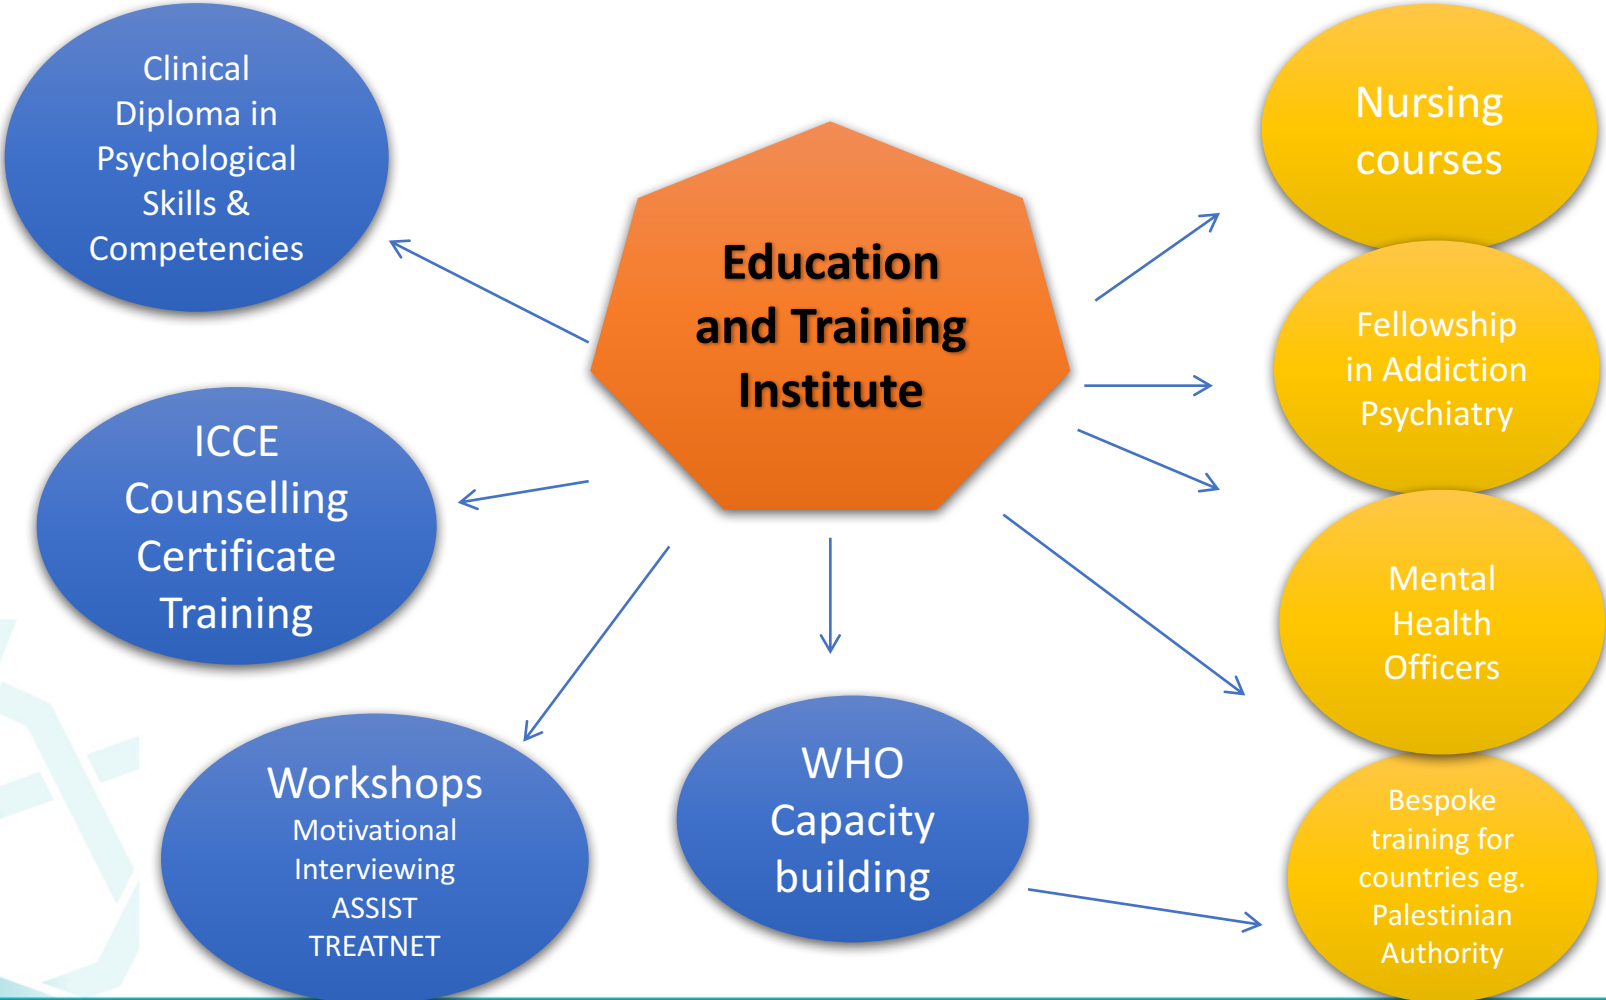 Clinical
Diploma in
Psychological
Skills &
Competencies
ICCE
Counselling
Certificate
Training
Workshops
Motivational
Interviewing
ASSIST
TREATNET
Education
and Training
Institute
WHO
Capacity
building
Nursing
courses
Fellowship
in Addiction
Psychiatry
Mental
Health
Officers
Bespoke
training for
countries eg.
Palestinian
Authority